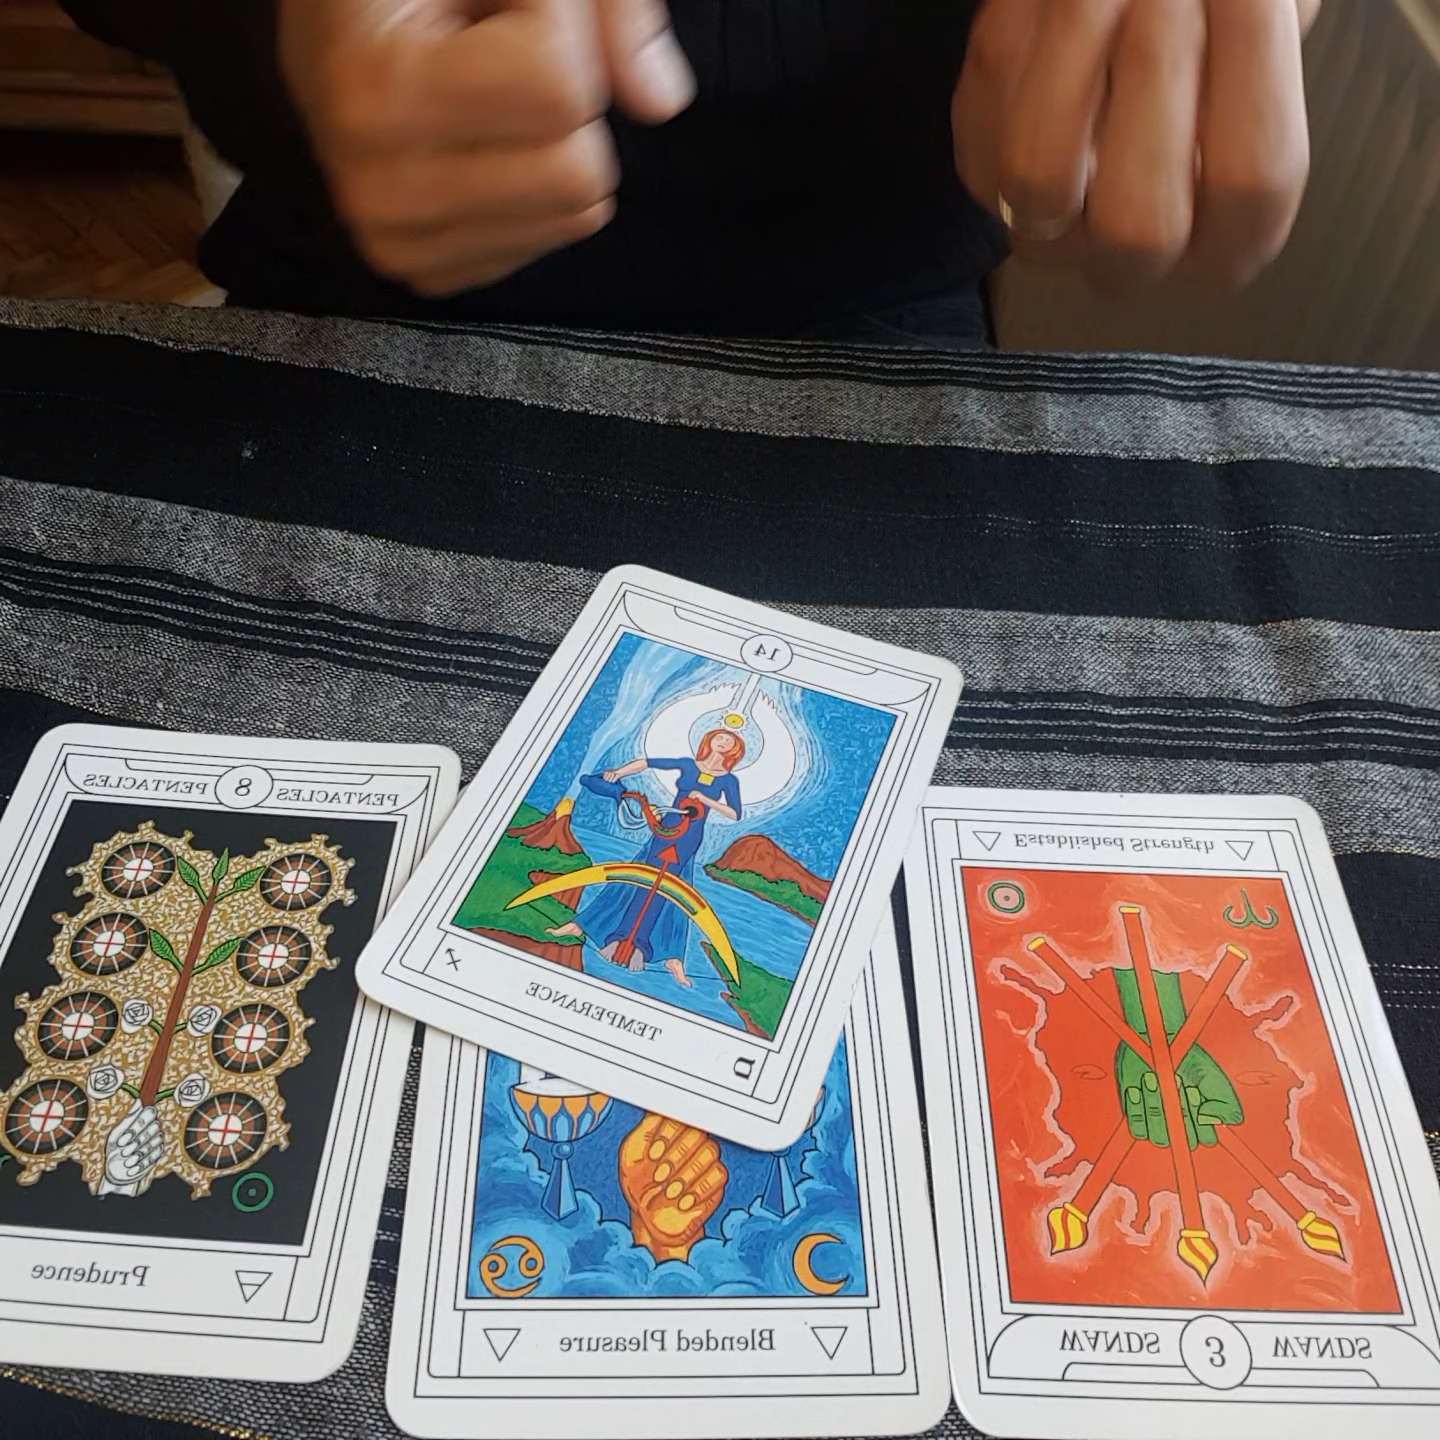 14
TEMPERANCE
PENTACLES 8 PENTACLES
Prudence
Blended Pleasure
Established Strength
WANDS 3 WANDS